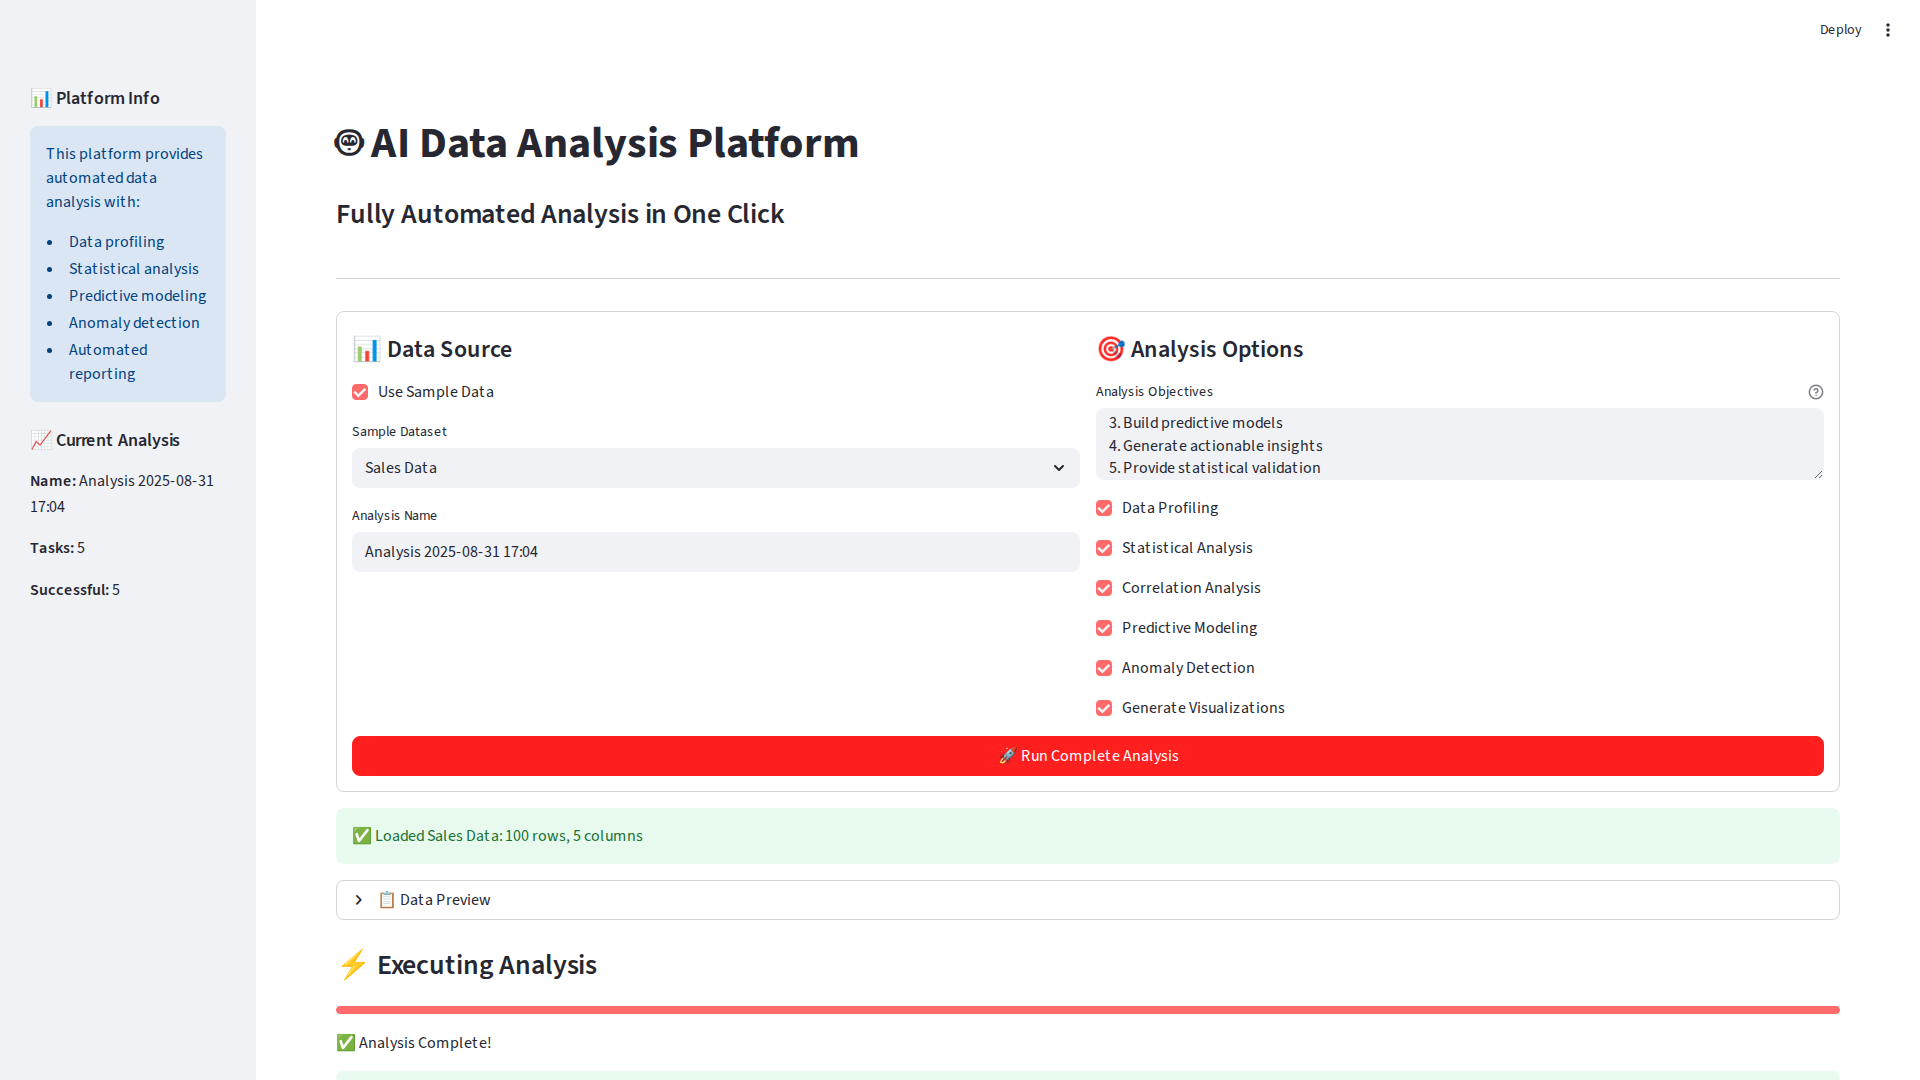 Deploy
📊 Platform Info
This platform provides
automated data
analysis with:
• Data profiling
• Statistical analysis
• Predictive modeling
• Anomaly detection
• Automated
reporting
📈 Current Analysis
Name: Analysis 2025-08-31
17:04
Tasks: 5
Successful: 5
AI Data Analysis Platform
Fully Automated Analysis in One Click
📊 Data Source
Use Sample Data
Sample Dataset
Sales Data
Analysis Name
Analysis 2025-08-31 17:04
🎯 Analysis Options
Analysis Objectives
3. Build predictive models
4. Generate actionable insights
5. Provide statistical validation
Data Profiling
Statistical Analysis
Correlation Analysis
Predictive Modeling
Anomaly Detection
Generate Visualizations
🚀 Run Complete Analysis
✅ Loaded Sales Data: 100 rows, 5 columns
📋 Data Preview
⚡ Executing Analysis
✅ Analysis Complete!